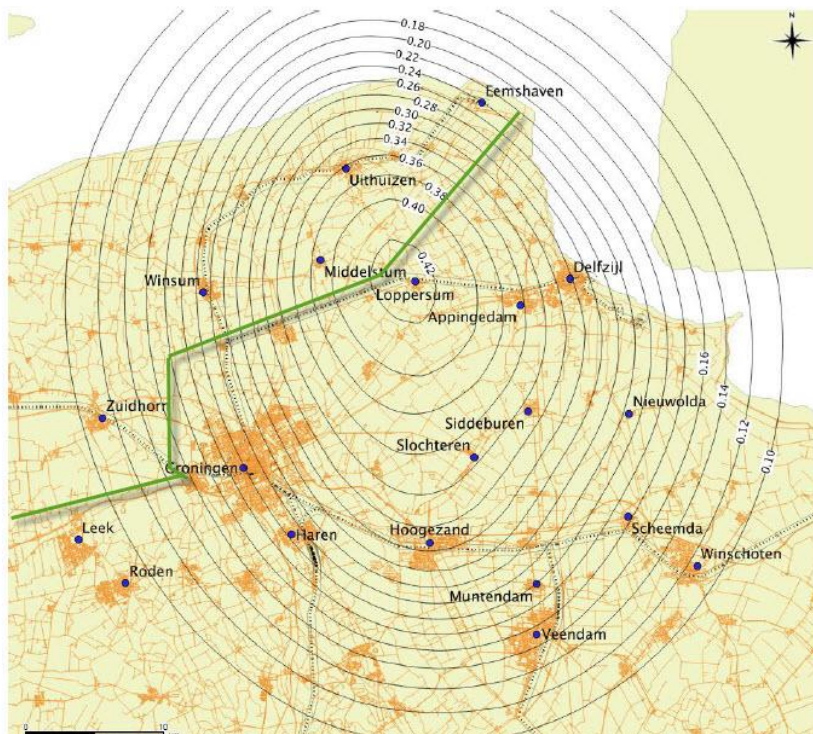 N
0.18
0.20
0.22
0.24
0.26
0.28
0.30
0.32
0.34
0.36
0.38
0.40
0.42
Eemshaven
Uithuizen
Middelstum
Winsum
Loppersum
Delfzijl
Appingedam
0.16
0.14
0.12
0.10
Zuidhorn
Siddeburen
Nieuwolda
Slochteren
Groningen
Leek
Haren
Hoogezand
Scheemda
Winschoten
Roden
Muntendam
Veendam
0 10